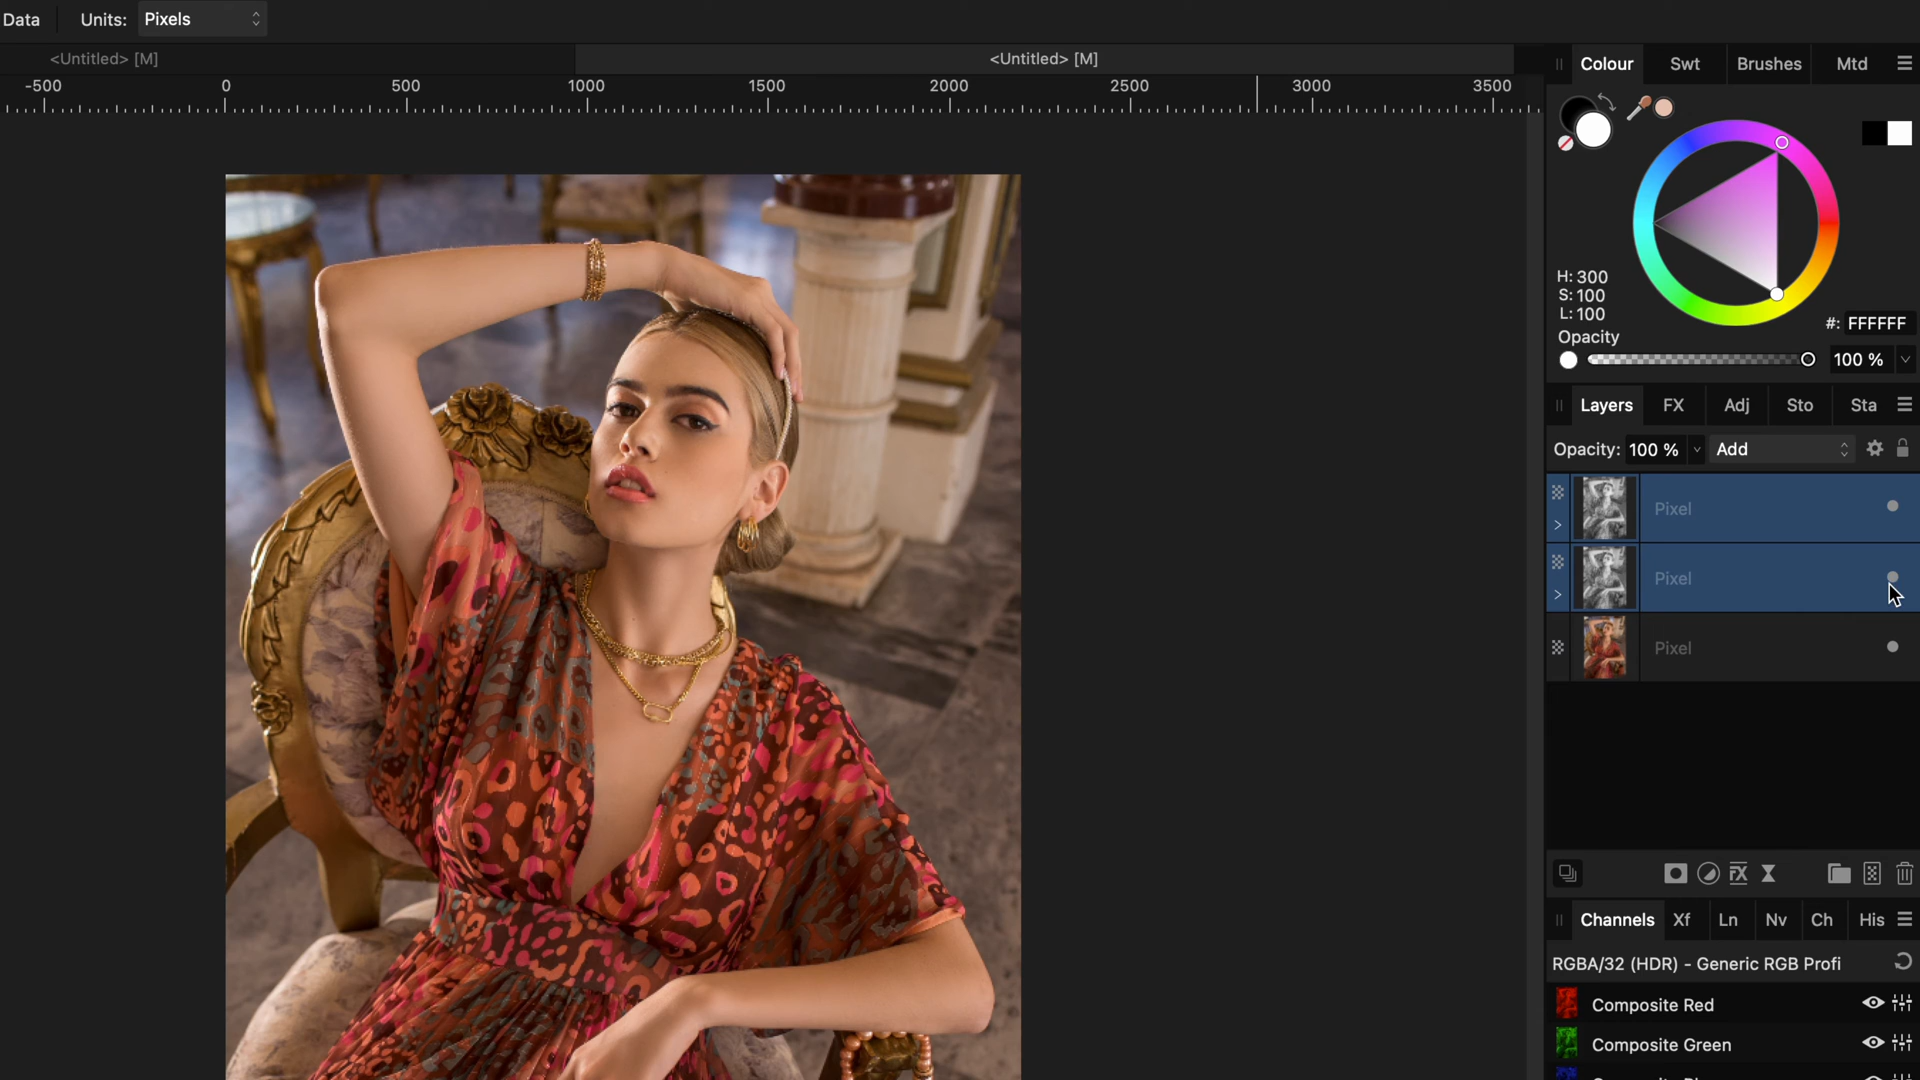 Data
Units:
Pixels
<Untitled> [M]
<Untitled> [M]
-500
0
500
1000
1500
2000
2500
3000
3500
Colour
Swt
Brushes
Mtd
H: 300
S: 100
L: 100
#: FFFFFF
Opacity
100 %
Layers
FX
Adj
Sto
Sta
Opacity: 100 %
Add
Pixel
Pixel
Pixel
FX
Channels
Xf
Ln
Nv
Ch
His
RGBA/32 (HDR) - Generic RGB Profi
Composite Red
Composite Green